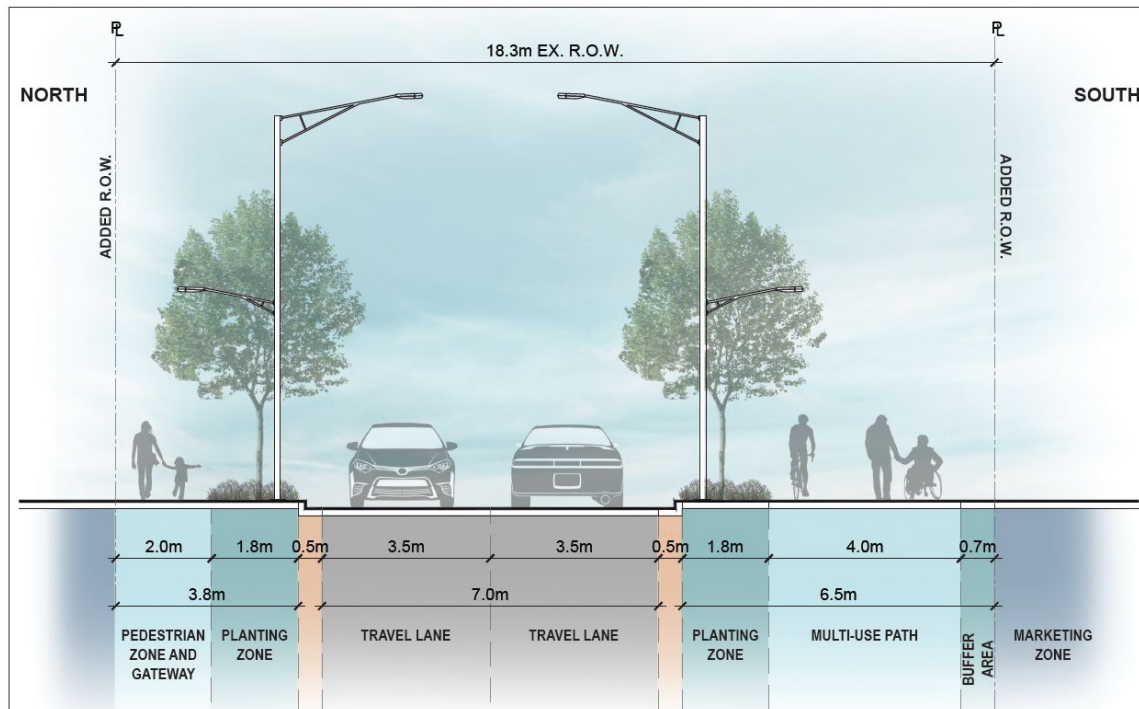 PL
PL
18.3m EX. R.O.W.
NORTH
SOUTH
ADDED R.O.W.
ADDED R.O.W.
2.0m
1.8m
0.5m
3.5m
3.5m
0.5m
1.8m
4.0m
0.7m
3.8m
7.0m
6.5m
PEDESTRIAN
ZONE AND
GATEWAY
PLANTING
ZONE
TRAVEL LANE
TRAVEL LANE
PLANTING
ZONE
MULTI-USE PATH
BUFFER
AREA
MARKETING
ZONE